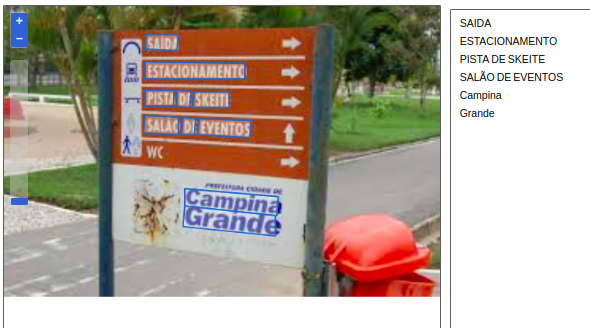 SAIDA
ESTACIONAMENTO
PISTA DE SKEITE
SALÃO DE EVENTOS
WC
PREFEITURA CIDADE DE
Campina
Grande
SAIDA
ESTACIONAMENTO
PISTA DE SKEITE
SALÃO DE EVENTOS
Campina
Grande